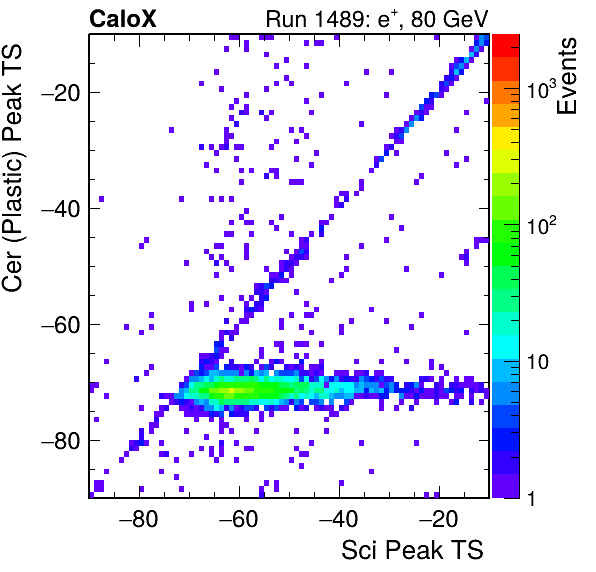 CaloX Run 1489: e⁺, 80 GeV
Cer (Plastic) Peak TS
−20
−40
−60
−80
−80 −60 −40 −20
Sci Peak TS
Events
10³
10²
10
1